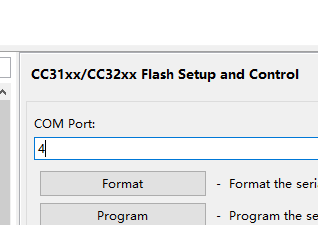 CC31xx/CC32xx Flash Setup and Control
COM Port:
4
Format - Format the seri
Program - Program the se